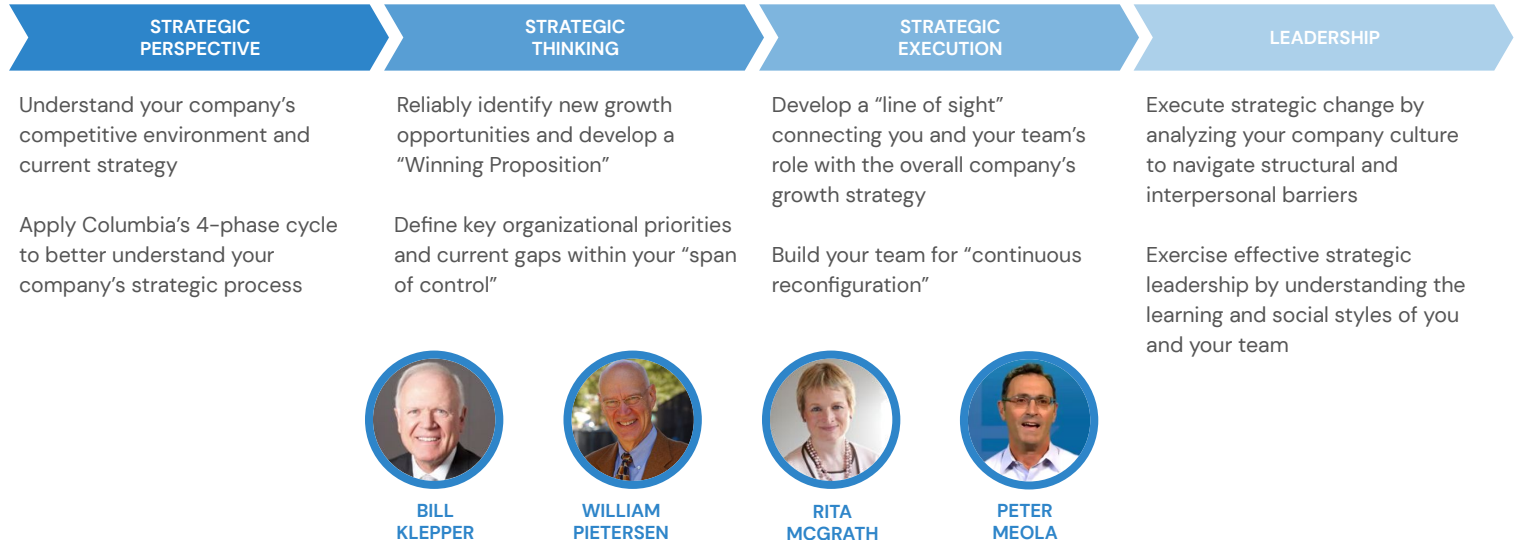 STRATEGIC
PERSPECTIVE
STRATEGIC
THINKING
STRATEGIC
EXECUTION
LEADERSHIP
Understand your company’s
competitive environment and
current strategy
Apply Columbia’s 4-phase cycle
to better understand your
company’s strategic process
Reliably identify new growth
opportunities and develop a
“Winning Proposition”
Define key organizational priorities
and current gaps within your “span
of control”
Develop a “line of sight”
connecting you and your team’s
role with the overall company’s
growth strategy
Build your team for “continuous
reconfiguration”
Execute strategic change by
analyzing your company culture
to navigate structural and
interpersonal barriers
Exercise effective strategic
leadership by understanding the
learning and social styles of you
and your team
BILL
KLEPPER
WILLIAM
PIETERSEN
RITA
MCGRATH
PETER
MEOLA